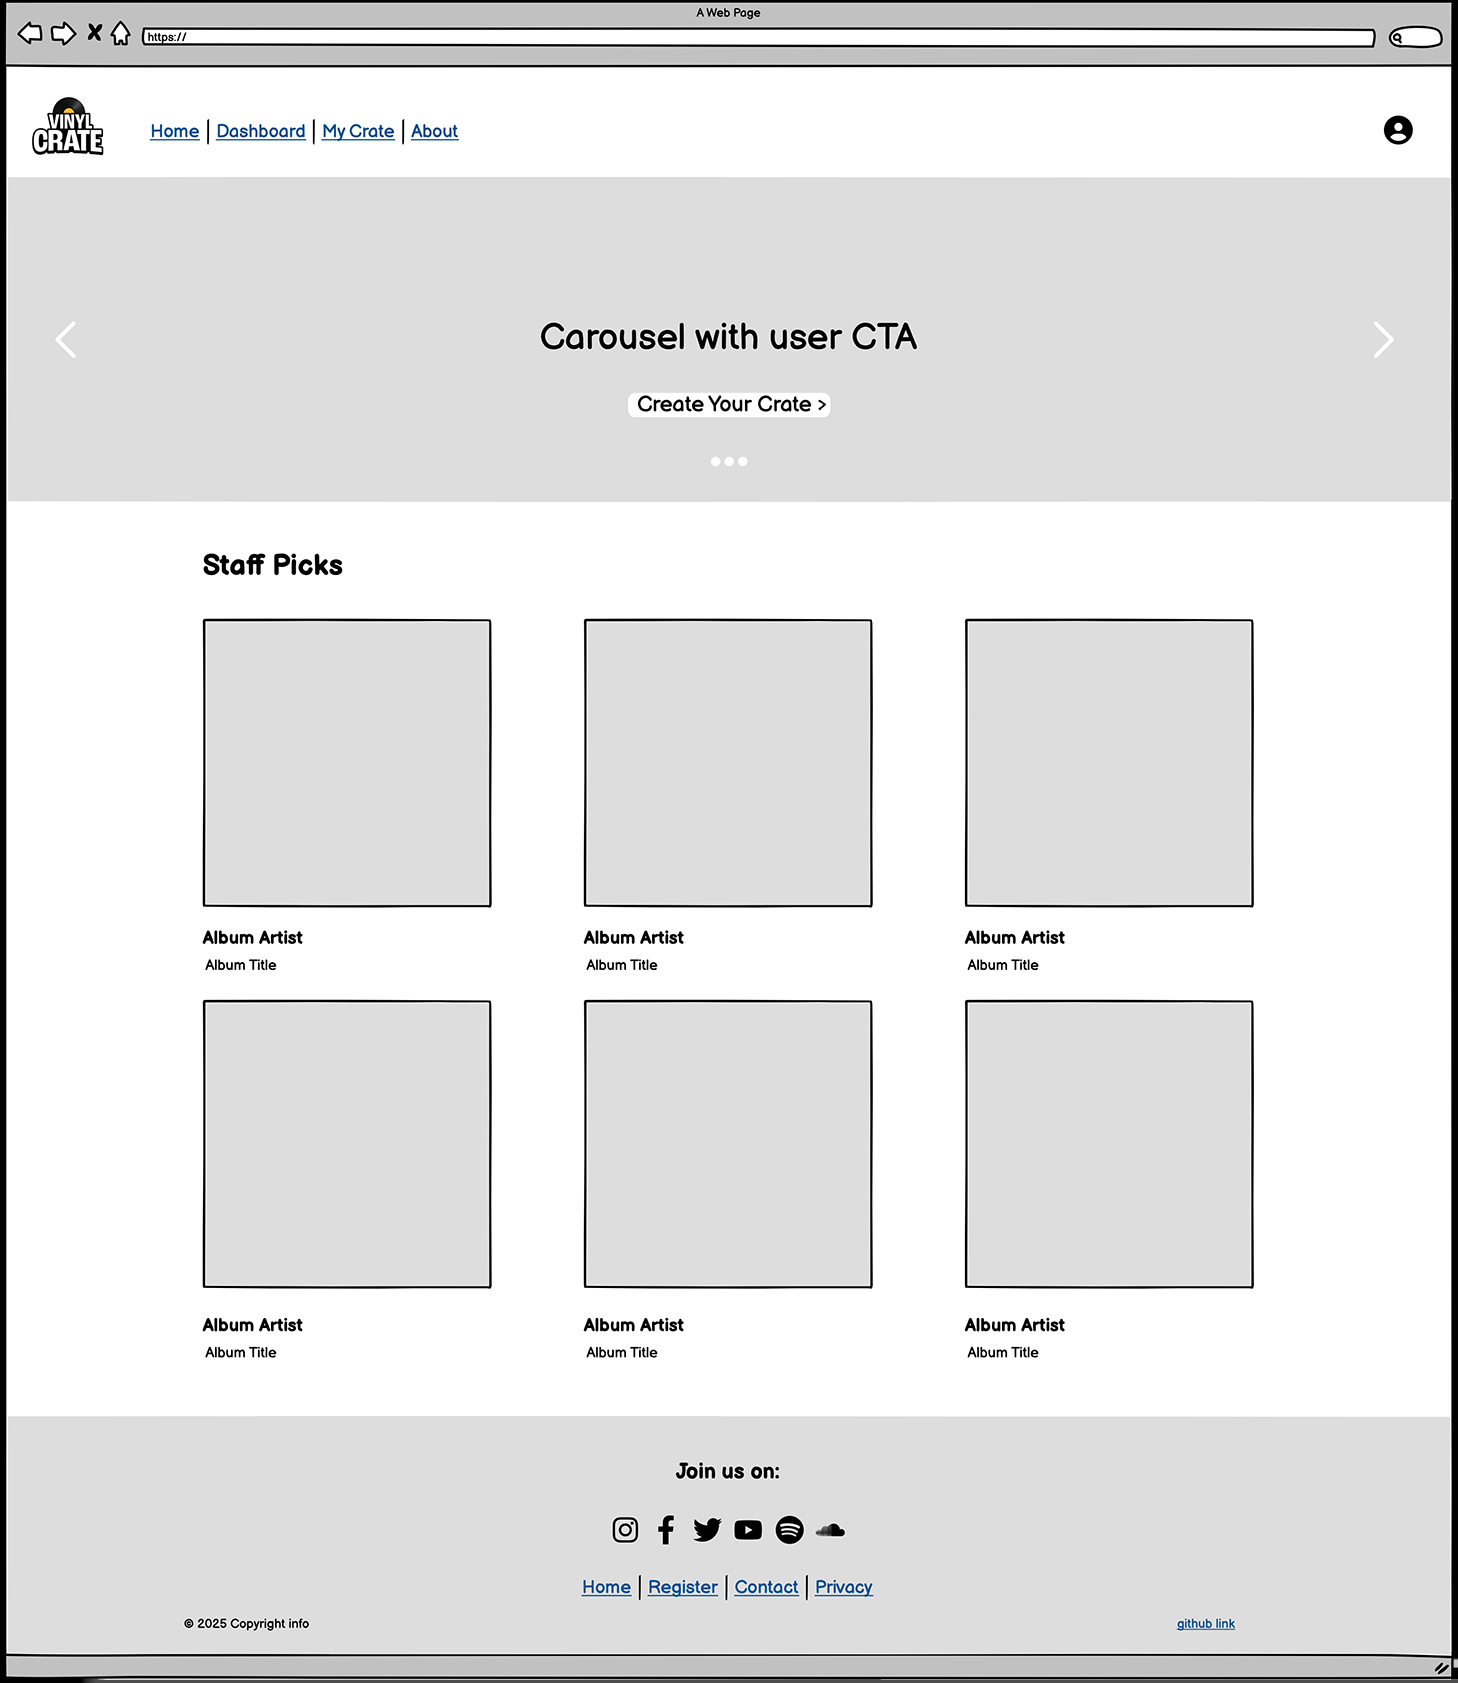 A Web Page
https://
VINYL
CRATE
Home | Dashboard | My Crate | About
Carousel with user CTA
Create Your Crate >
Staff Picks
Album Artist Album Artist Album Artist
Album Title Album Title Album Title
Album Artist Album Artist Album Artist
Album Title Album Title Album Title
Join us on:
Home | Register | Contact | Privacy
© 2025 Copyright info github link